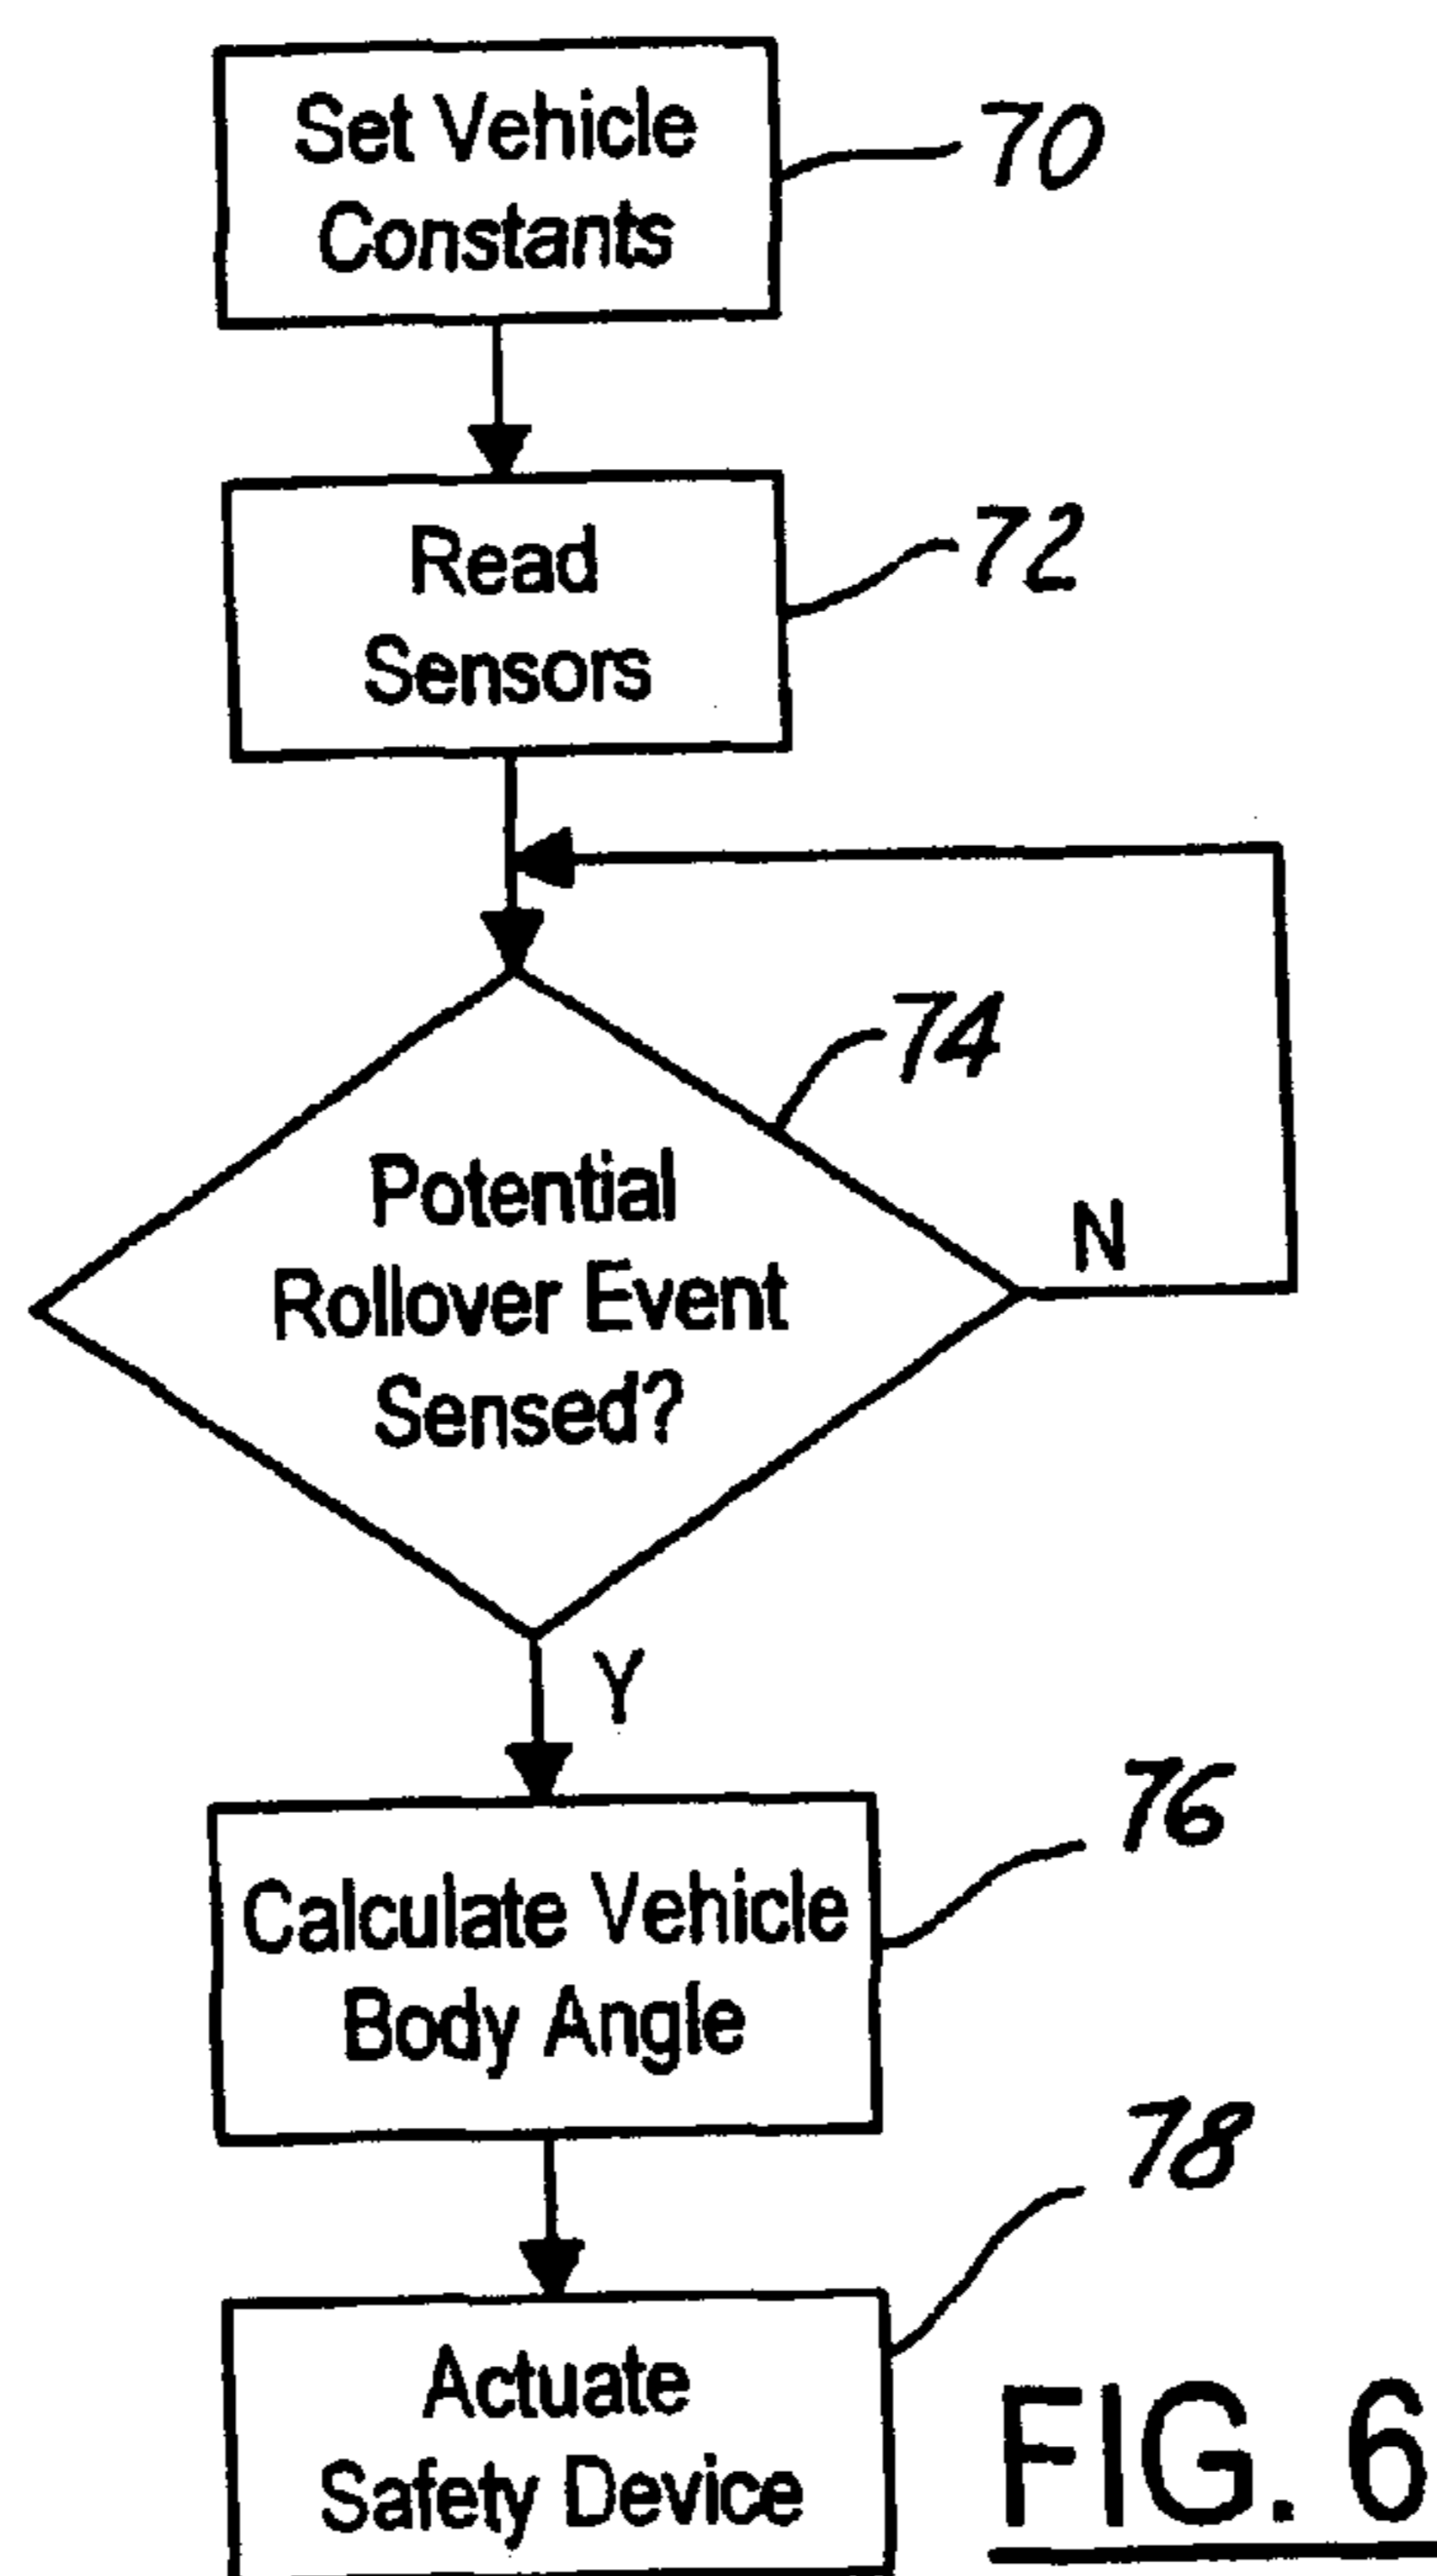 Set Vehicle
Constants
70
Read
Sensors
72
74
Potential
Rollover Event
Sensed?
N
Y
76
Calculate Vehicle
Body Angle
78
Actuate
Safety Device
FIG. 6